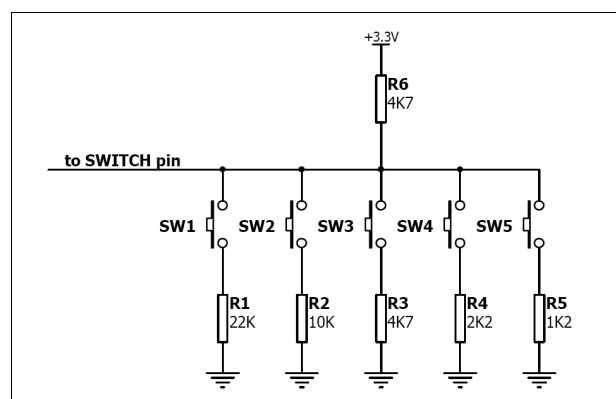 +3.3V
R6
4K7
to SWITCH pin
SW1 SW2 SW3 SW4 SW5
R1 R2 R3 R4 R5
22K 10K 4K7 2K2 1K2